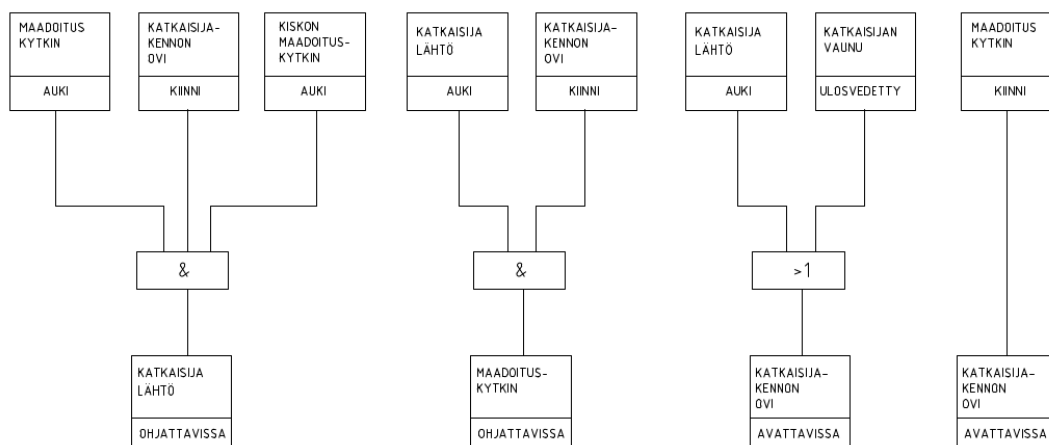 MAADOITUS
KYTKIN
AUKI
KATKAISIJA-
KENNON
OVI
KIINNI
KISKON
MAADOITUS-
KYTKIN
AUKI
&
KATKAISIJA
LÄHTÖ
OHJATTAVISSA
KATKAISIJA
LÄHTÖ
AUKI
KATKAISIJA-
KENNON
OVI
KIINNI
&
MAADOITUS-
KYTKIN
OHJATTAVISSA
KATKAISIJA
LÄHTÖ
AUKI
KATKAISIJAN
VAUNU
ULOSVEDETTY
>1
KATKAISIJA-
KENNON
OVI
AVATTAVISSA
MAADOITUS
KYTKIN
KIINNI
KATKAISIJA-
KENNON
OVI
AVATTAVISSA